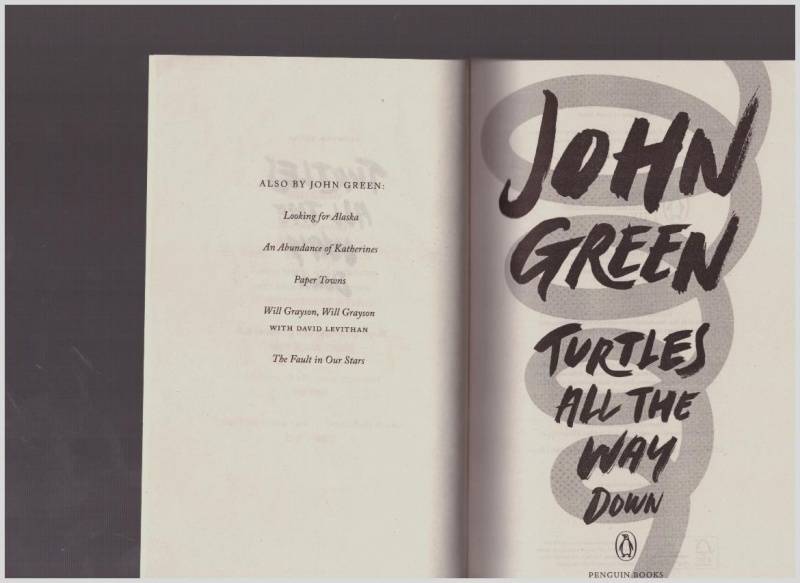 ALSO BY JOHN GREEN:
Looking for Alaska
An Abundance of Katherines
Paper Towns
Will Grayson, Will Grayson
WITH DAVID LEVITHAN
The Fault in Our Stars
JOHN
GREEN
TURTLES
ALL THE
WAY
DOWN
PENGUIN BOOKS